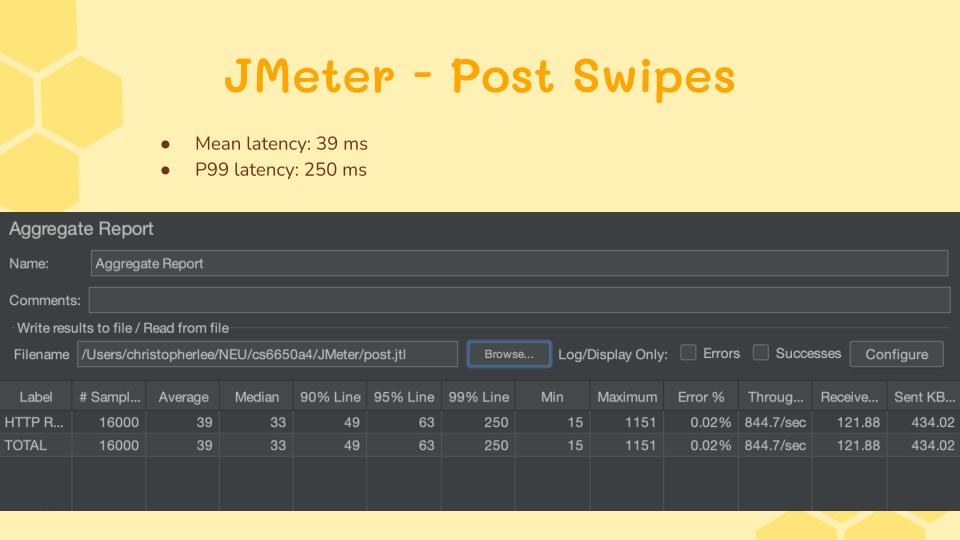 JMeter - Post Swipes
● Mean latency: 39 ms
● P99 latency: 250 ms
Aggregate Report
Name: Aggregate Report
Comments:
Write results to file / Read from file
Filename /Users/christopherlee/NEU/cs6650a4/JMeter/post.jtl Browse... Log/Display Only: Errors Successes Configure
Label # Sampl... Average Median 90% Line 95% Line 99% Line Min Maximum Error % Throug... Receive... Sent KB...
HTTP R... 16000 39 33 49 63 250 15 1151 0.02% 844.7/sec 121.88 434.02
TOTAL 16000 39 33 49 63 250 15 1151 0.02% 844.7/sec 121.88 434.02